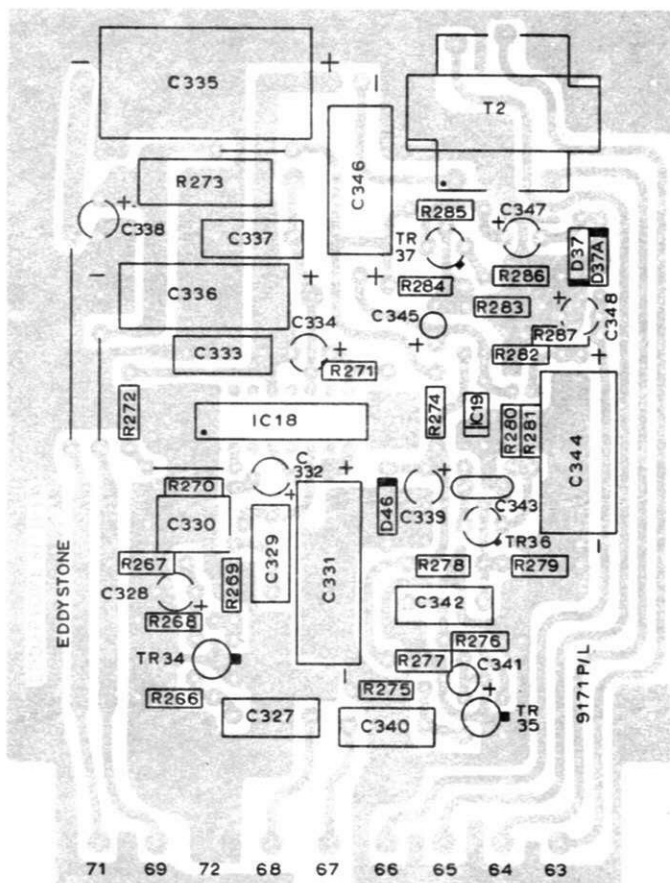 - C335 +
- C346 +
T2
R273
+ C338
C337
- C336 +
C333
C334 +
R271
R285
+ C347
TR 37
R284
R286
R283
D37
D37A
+ C348
C345 +
R287
R282
R272
IC18
R274
IC19
R280
R281
+ C344 -
R270
C 332 +
+ C331 -
D46
+ C339
C343
TR36
C330
C329
R267
R269
C328 +
R268
R278
R279
C342
EDDYSTONE
TR34
R276
R277
C341 +
R266
R275
C327
C340
TR 35
9171 P/L
71 69 72 68 67 66 65 64 63